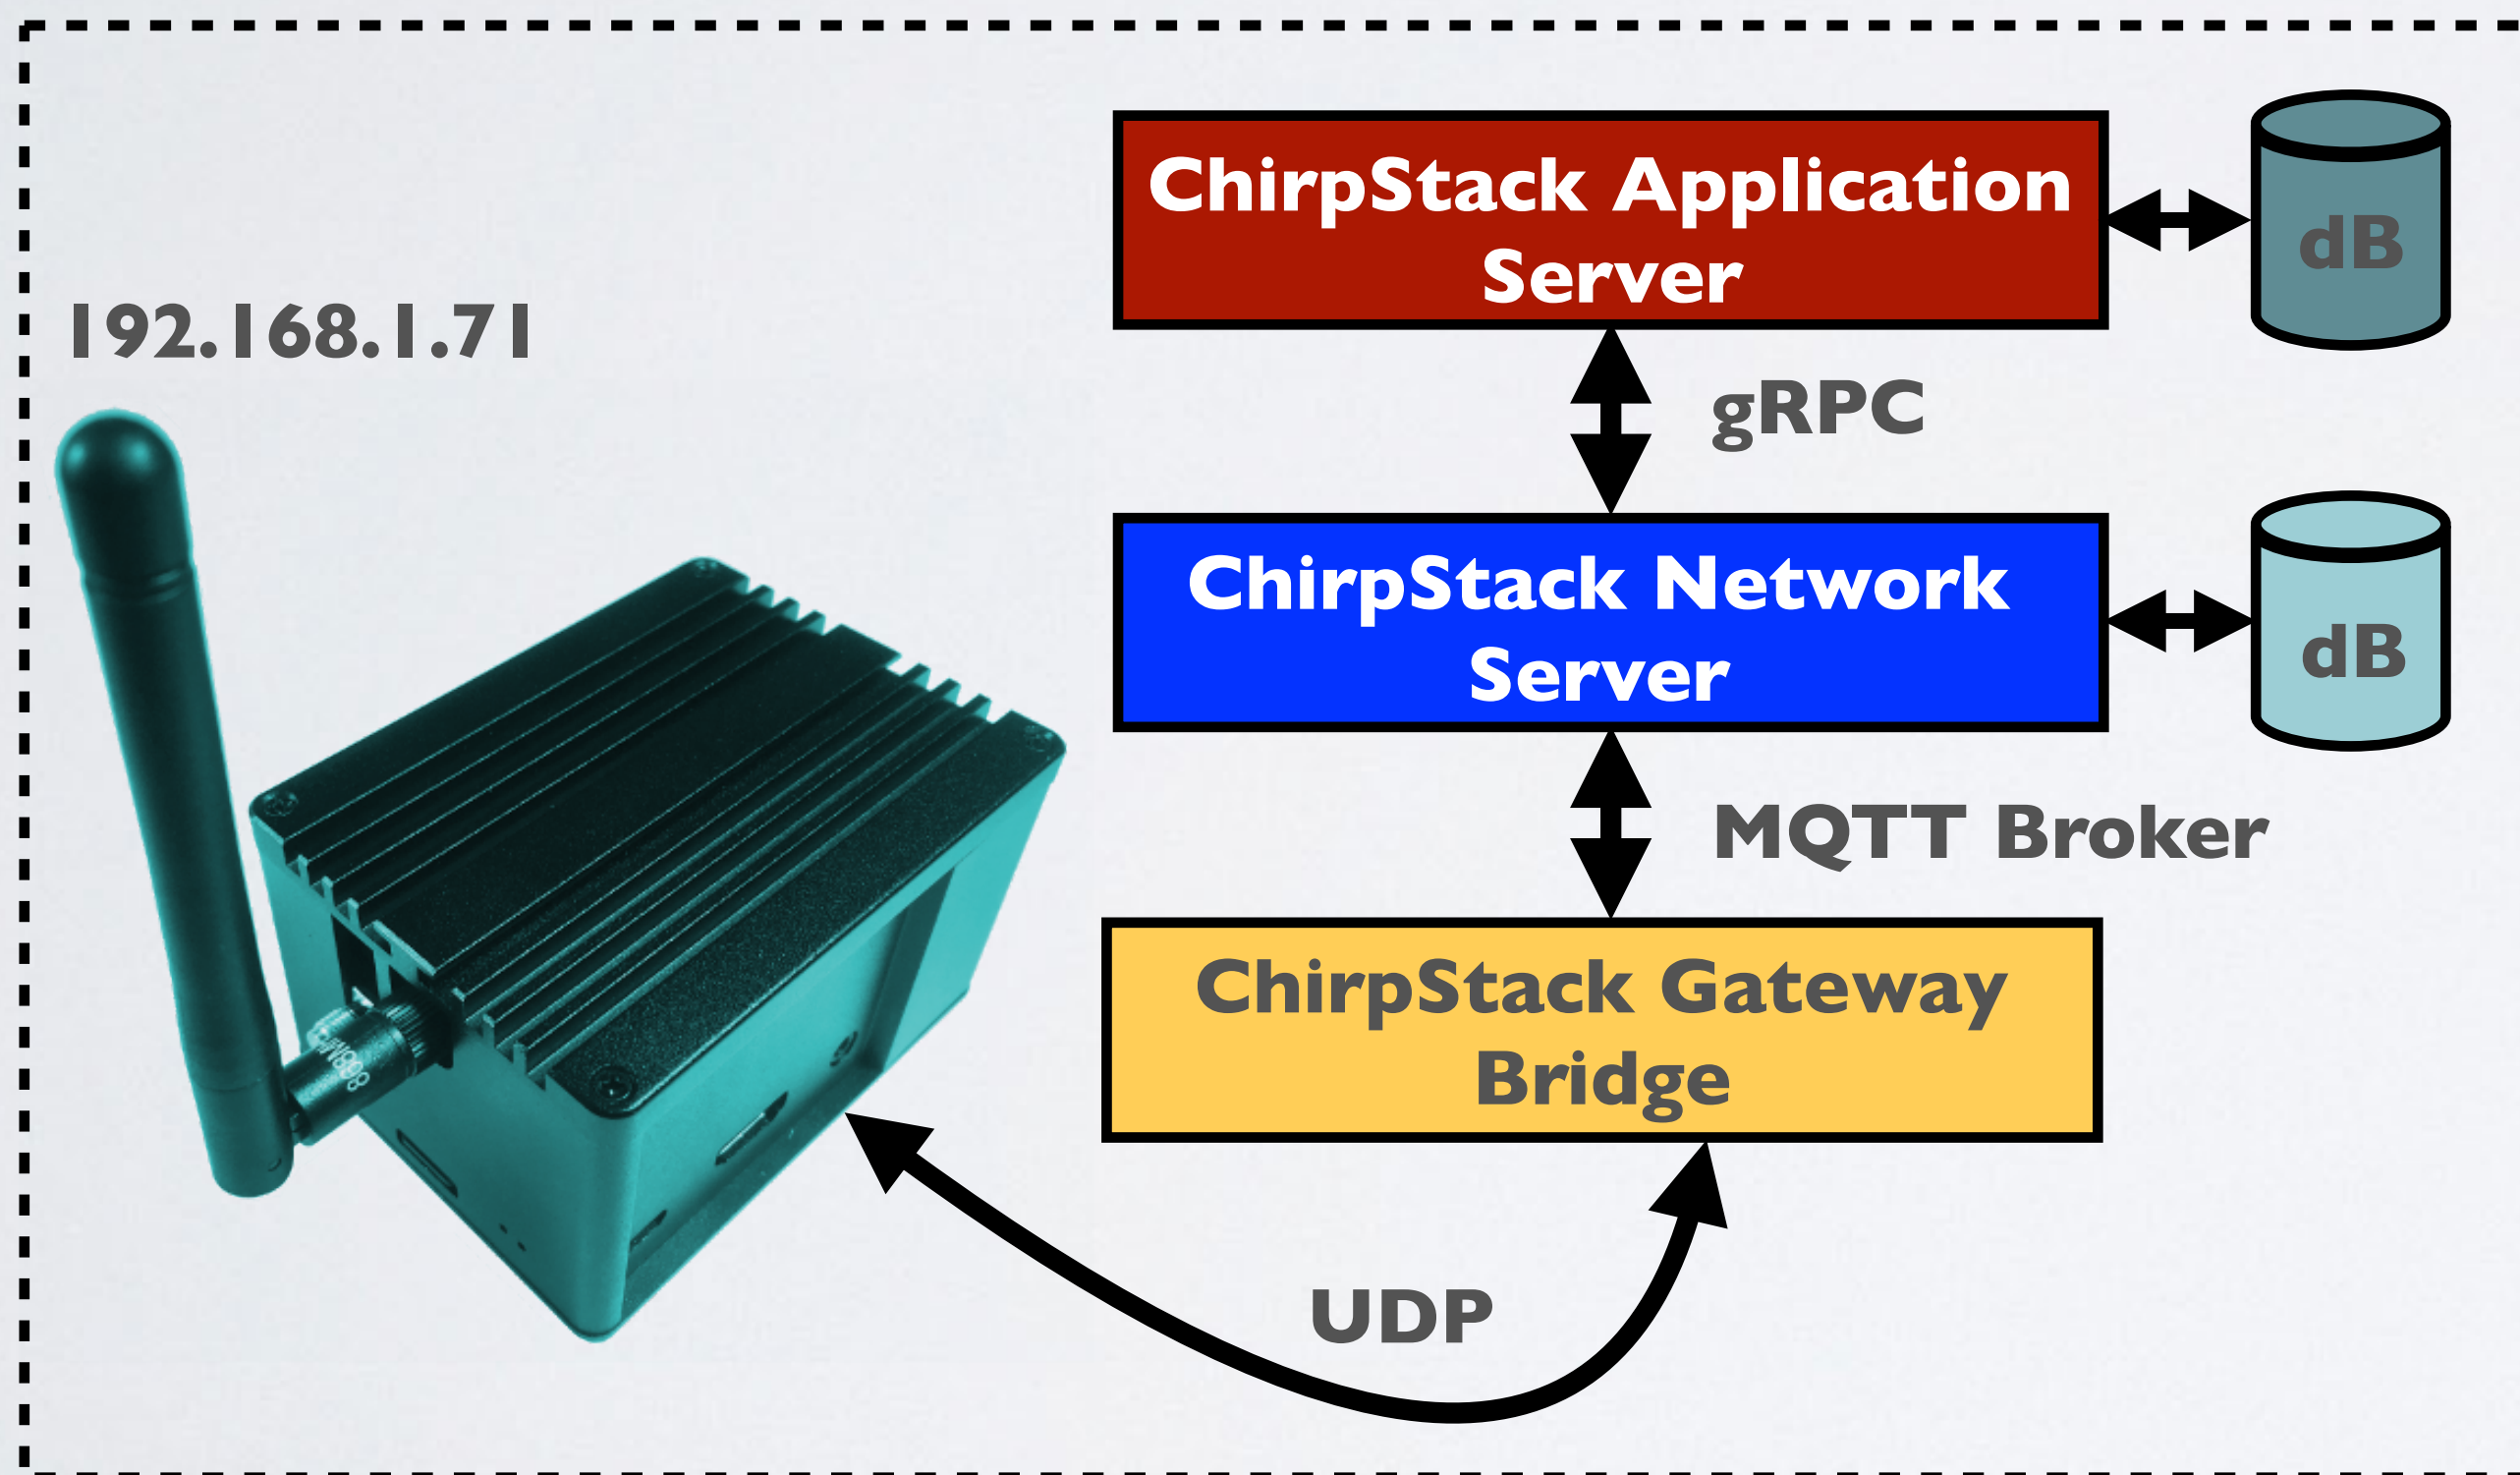 ChirpStack Application
Server
dB
192.168.1.71
gRPC
ChirpStack Network
Server
dB
MQTT Broker
ChirpStack Gateway
Bridge
UDP